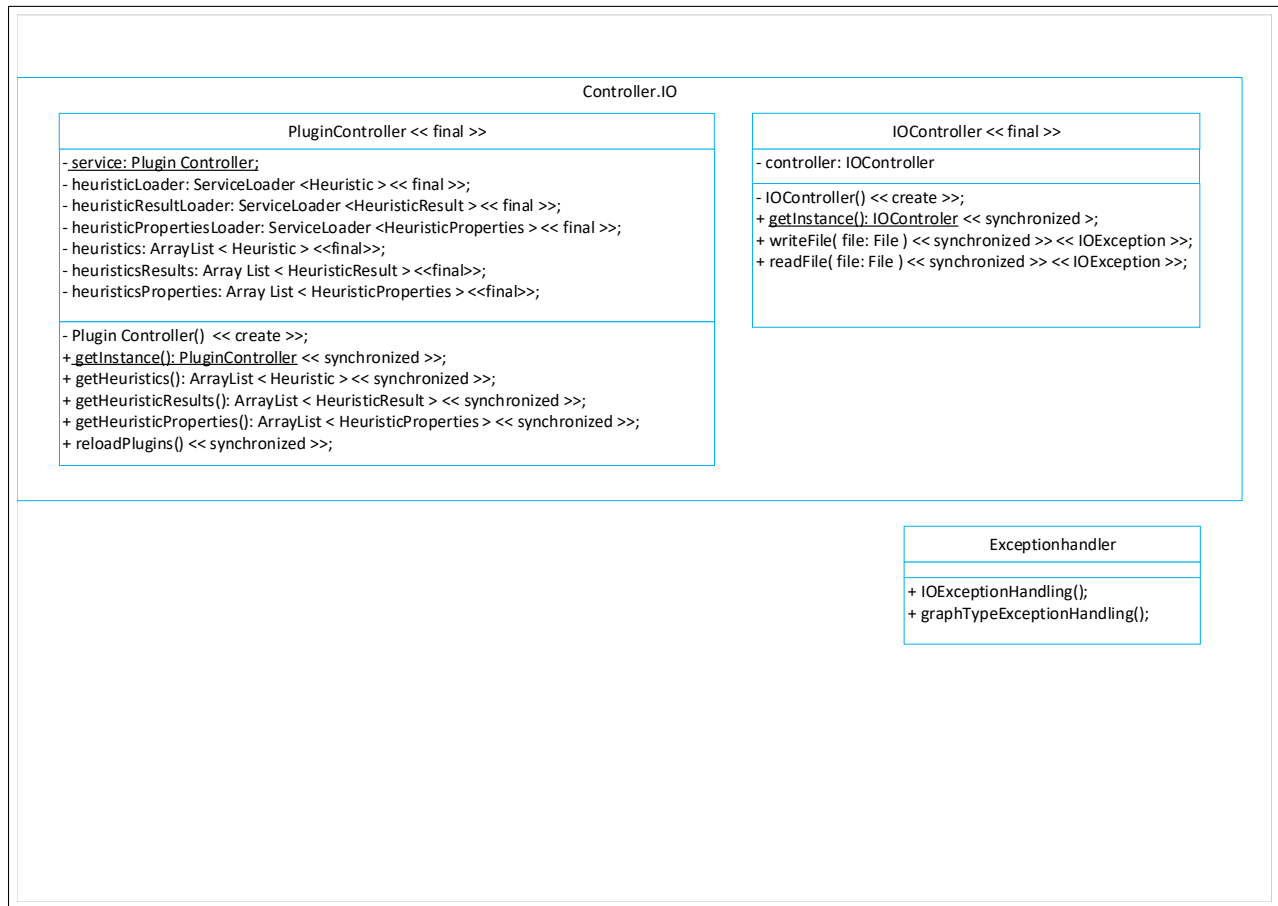 Controller.IO
PluginController << final >>
- service: Plugin Controller;
- heuristicLoader: ServiceLoader <Heuristic > << final >>;
- heuristicResultLoader: ServiceLoader <HeuristicResult > << final >>;
- heuristicPropertiesLoader: ServiceLoader <HeuristicProperties > << final >>;
- heuristics: ArrayList < Heuristic > <<final>>;
- heuristicsResults: Array List < HeuristicResult > <<final>>;
- heuristicsProperties: Array List < HeuristicProperties > <<final>>;
- Plugin Controller() << create >>;
+ getInstance(): PluginController << synchronized >>;
+ getHeuristics(): ArrayList < Heuristic > << synchronized >>;
+ getHeuristicResults(): ArrayList < HeuristicResult > << synchronized >>;
+ getHeuristicProperties(): ArrayList < HeuristicProperties > << synchronized >>;
+ reloadPlugins() << synchronized >>;
IOController << final >>
- controller: IOController
- IOController() << create >>;
+ getInstance(): IOControler << synchronized >;
+ writeFile( file: File ) << synchronized >> << IOException >>;
+ readFile( file: File ) << synchronized >> << IOException >>;
Exceptionhandler
+ IOExceptionHandling();
+ graphTypeExceptionHandling();